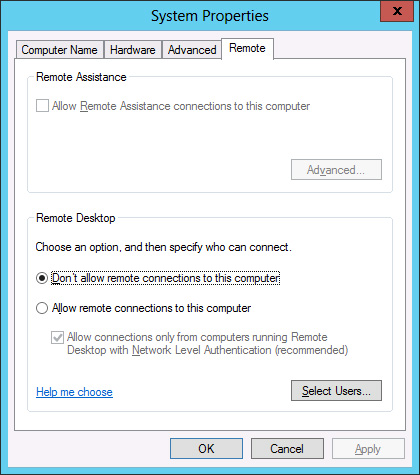 System Properties
x
Computer Name Hardware Advanced Remote
Remote Assistance
Allow Remote Assistance connections to this computer
Advanced...
Remote Desktop
Choose an option, and then specify who can connect.
Don't allow remote connections to this computer
Allow remote connections to this computer
Allow connections only from computers running Remote
Desktop with Network Level Authentication (recommended)
Help me choose
Select Users...
OK Cancel Apply